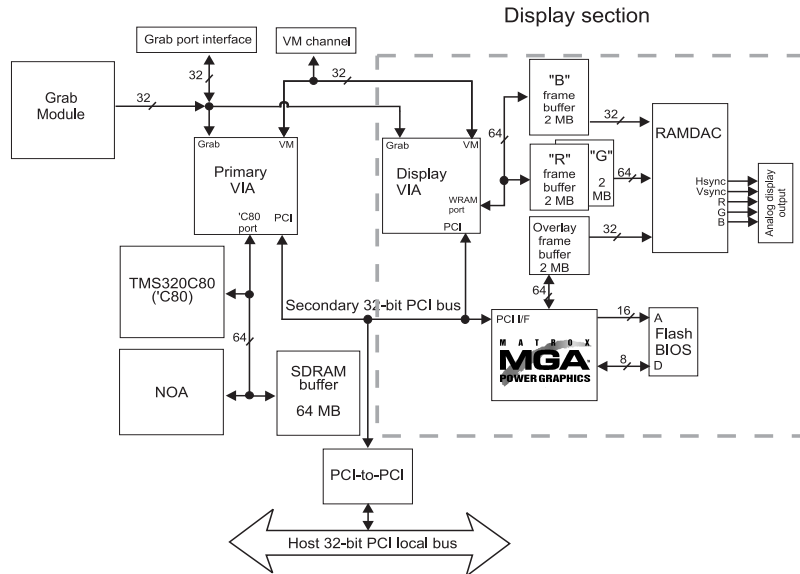 Display section
Grab port interface
VM channel
Grab
Module
32
32
32
32
Grab
VM
Primary
VIA
'C80
port
PCI
Grab
VM
Display
VIA
WRAM
port
PCI
64
"B"
frame
buffer
2 MB
"R"
frame
buffer
2 MB
"G"
2
MB
Overlay
frame
buffer
2 MB
32
64
32
RAMDAC
Hsync
Vsync
R
G
B
Analog display
output
TMS320C80
('C80)
64
NOA
SDRAM
buffer
64 MB
Secondary 32-bit PCI bus
64
PCI I/F
MATROX
MGA
POWER GRAPHICS
16
8
A
Flash
BIOS
D
PCI-to-PCI
Host 32-bit PCI local bus